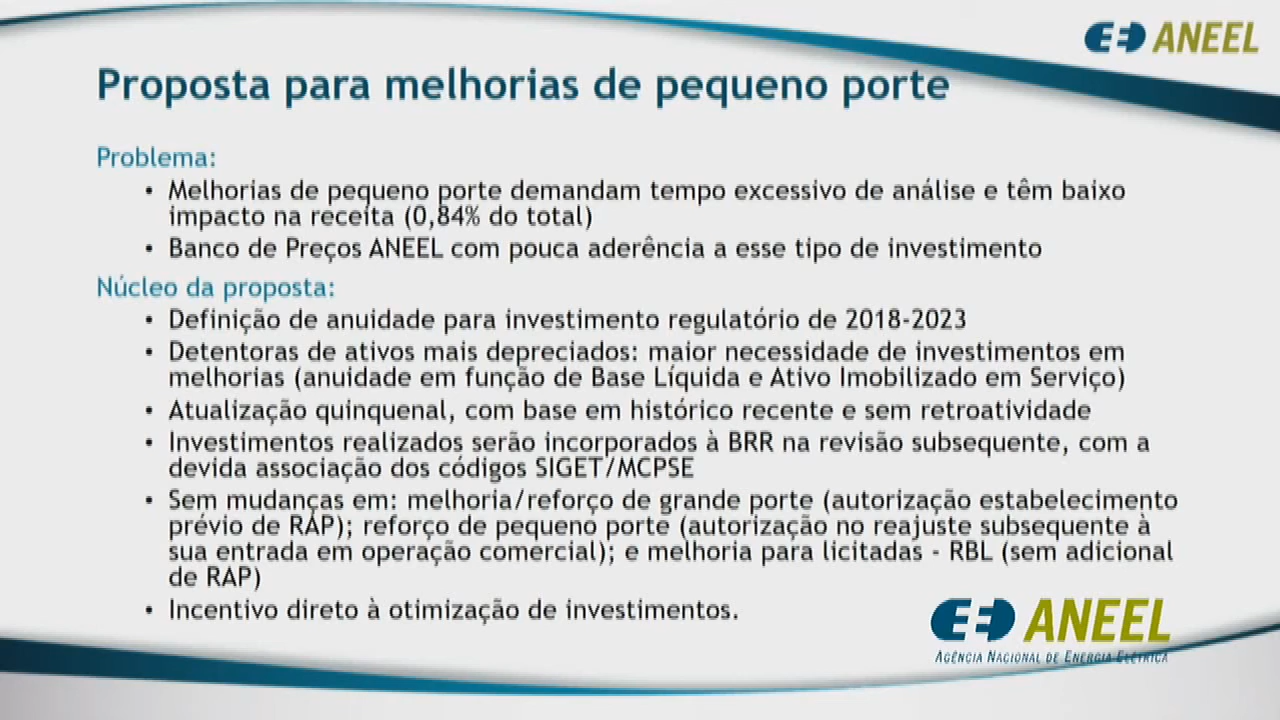 ANEEL
Proposta para melhorias de pequeno porte
Problema:
• Melhorias de pequeno porte demandam tempo excessivo de análise e têm baixo
impacto na receita (0,84% do total)
• Banco de Preços ANEEL com pouca aderência a esse tipo de investimento
Núcleo da proposta:
• Definição de anuidade para investimento regulatório de 2018-2023
• Detentoras de ativos mais depreciados: maior necessidade de investimentos em
melhorias (anuidade em função de Base Líquida e Ativo Imobilizado em Serviço)
• Atualização quinquenal, com base em histórico recente e sem retroatividade
• Investimentos realizados serão incorporados à BRR na revisão subsequente, com a
devida associação dos códigos SIGET/MCPSE
• Sem mudanças em: melhoria/reforço de grande porte (autorização estabelecimento
prévio de RAP); reforço de pequeno porte (autorização no reajuste subsequente à
sua entrada em operação comercial); e melhoria para licitadas - RBL (sem adicional
de RAP)
• Incentivo direto à otimização de investimentos.
ANEEL
AGÊNCIA NACIONAL DE ENERGIA ELÉTRICA